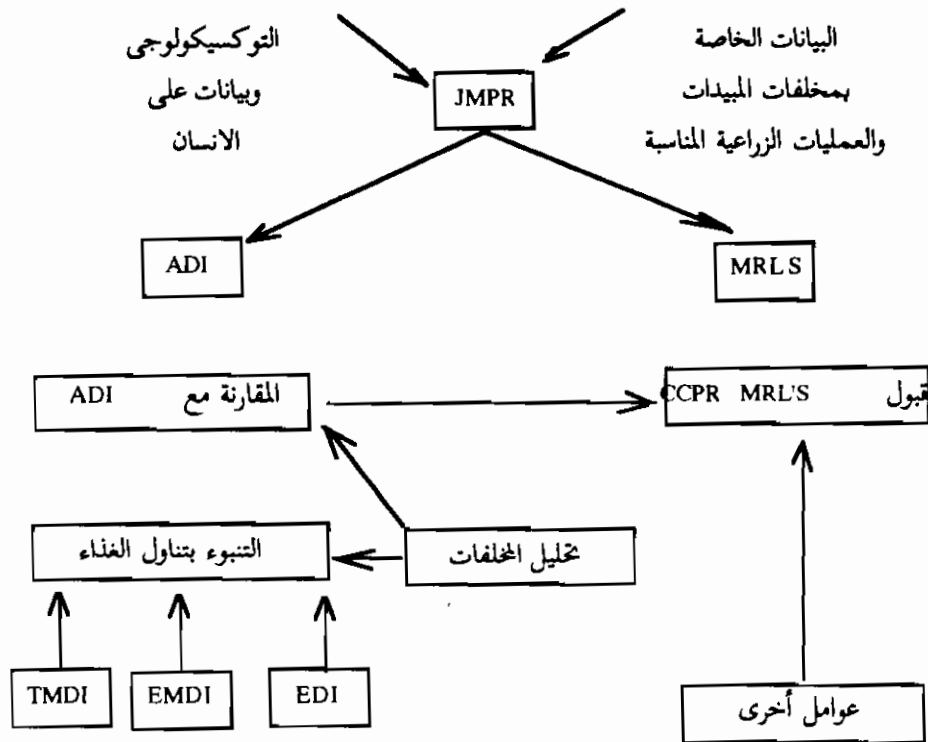 التوكسيكولوجى
وبيانات على
الانسان
البيانات الخاصة
بمخلفات المبيدات
والعمليات الزراعية المناسبة
JMPR
ADI
MRLS
المقارنة مع ADI
قبول CCPR MRL'S
التنبوء بتناول الغذاء
تحليل المخلفات
TMDI
EMDI
EDI
عوامل أخرى